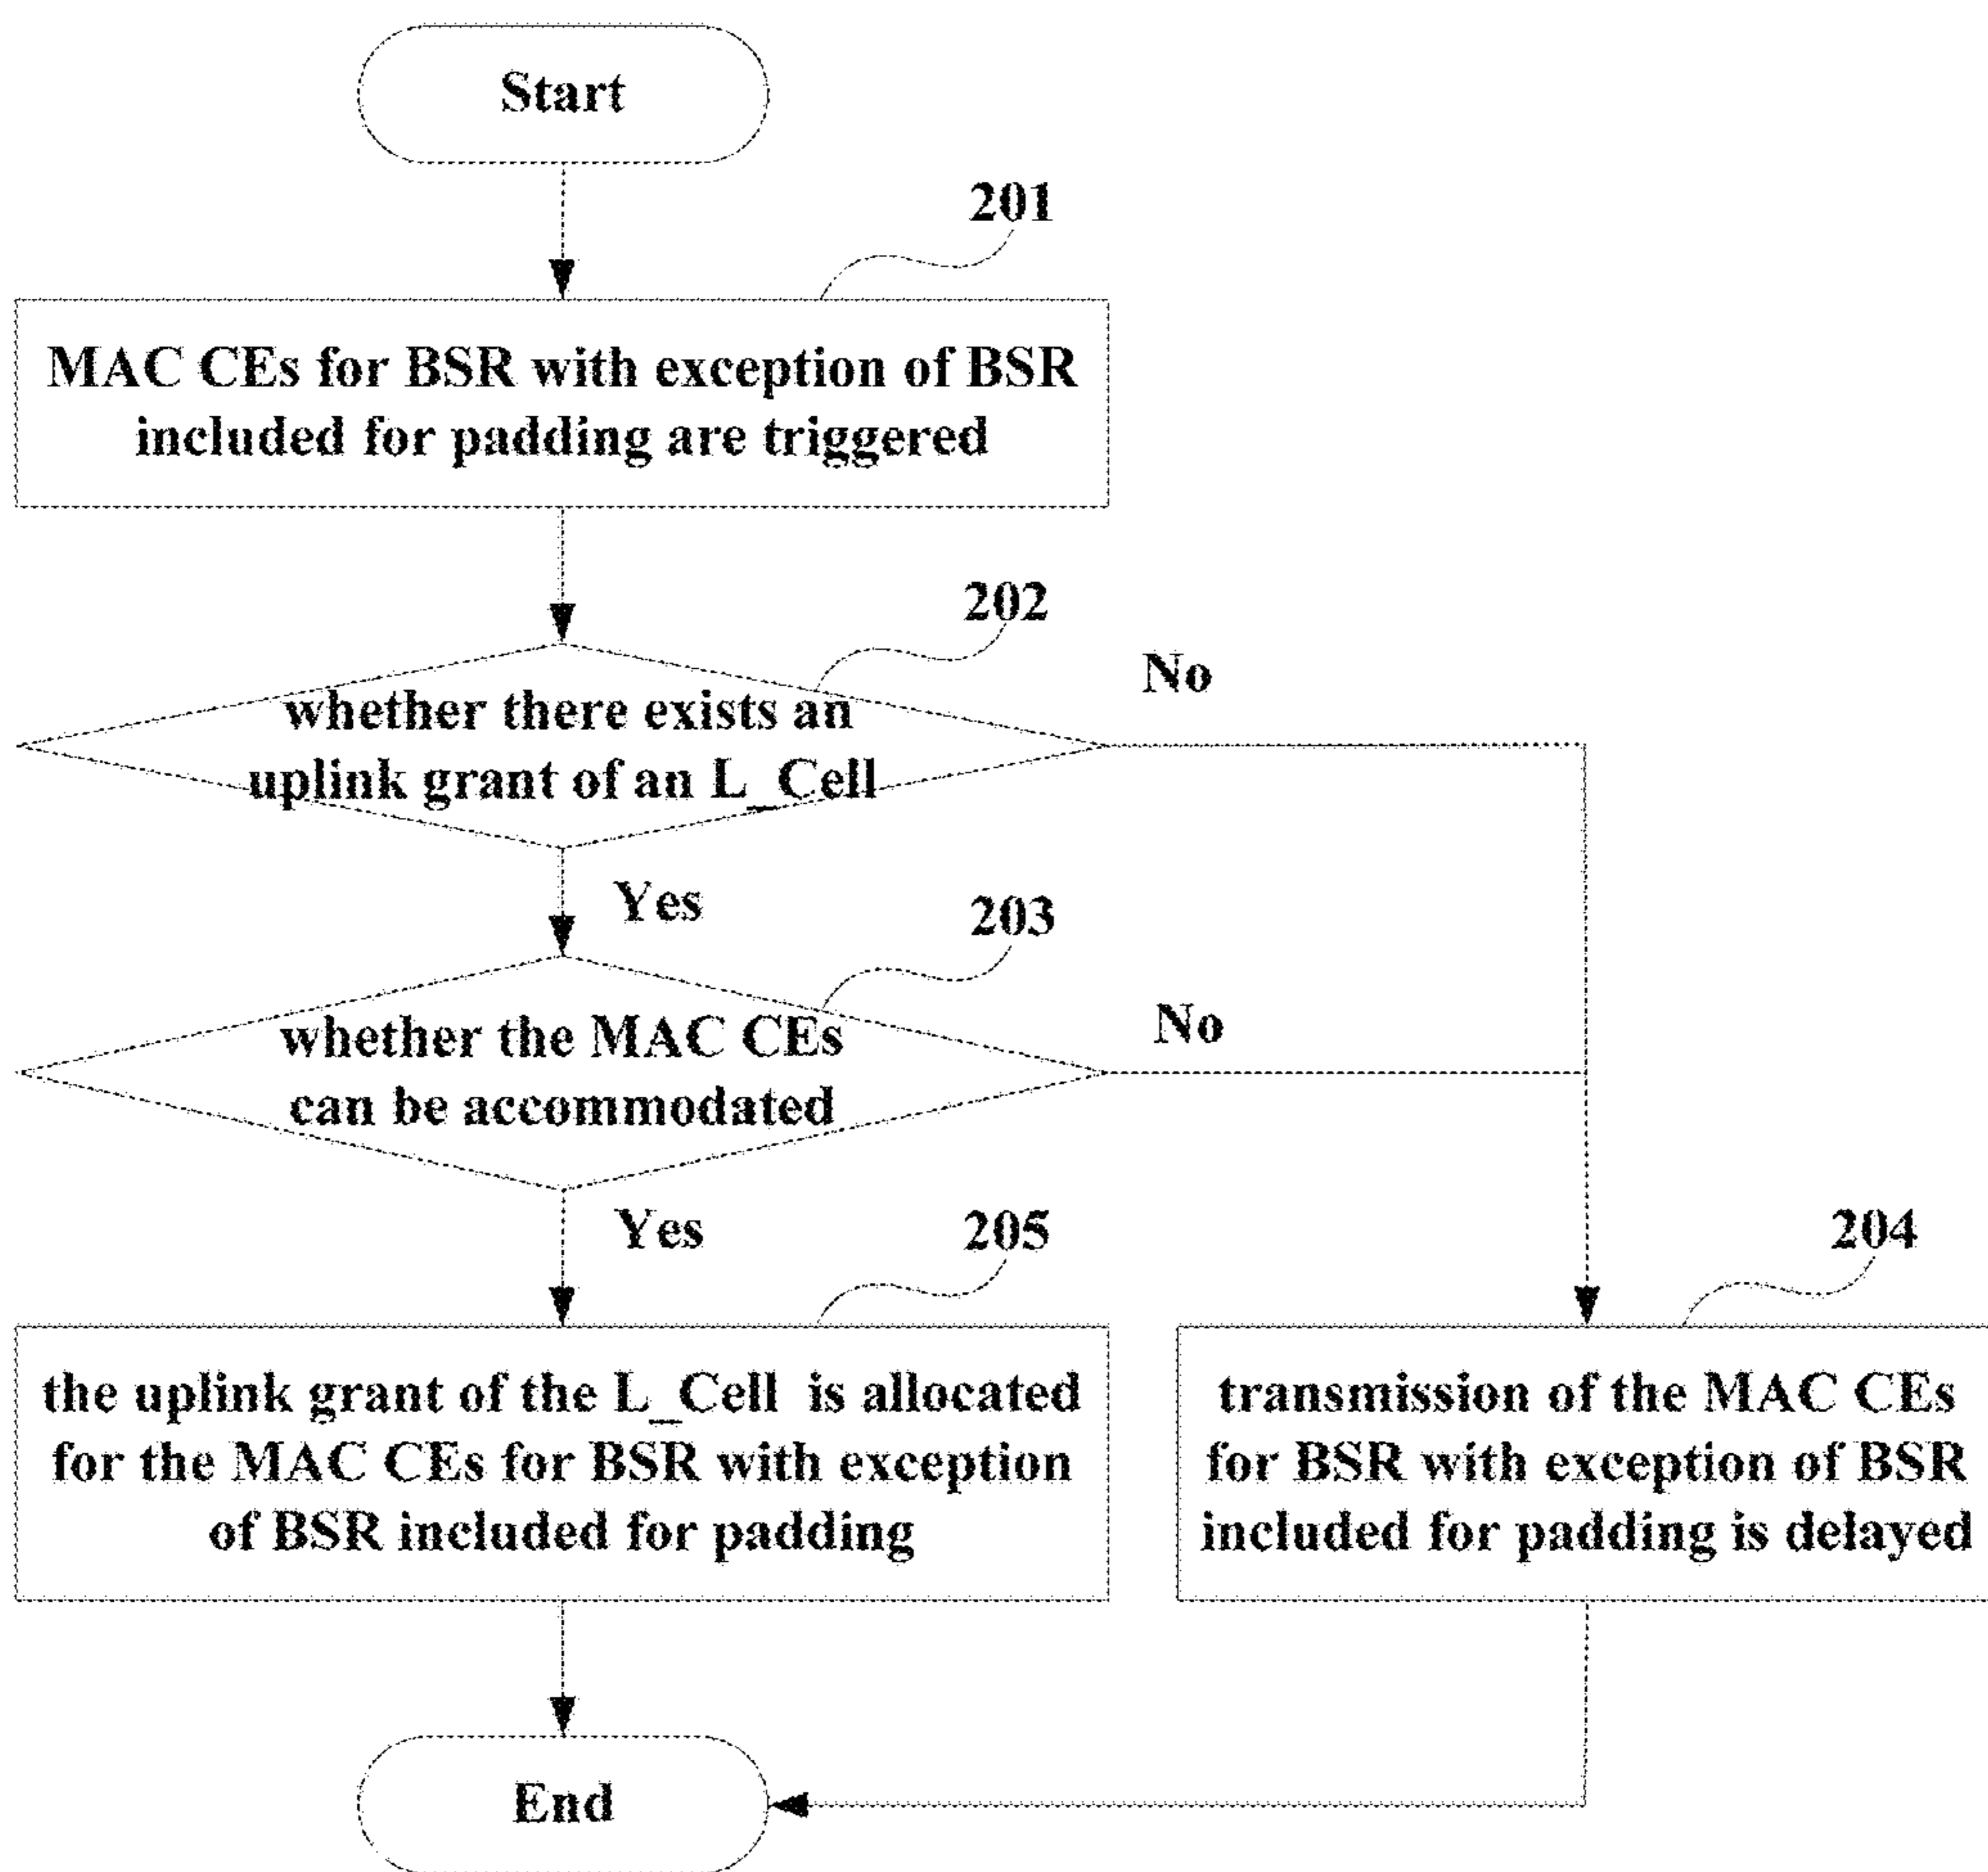 Start
201
MAC CEs for BSR with exception of BSR
included for padding are triggered
202
No
whether there exists an
uplink grant of an L_Cell
Yes
203
No
whether the MAC CEs
can be accommodated
Yes
205
204
the uplink grant of the L_Cell is allocated
for the MAC CEs for BSR with exception
of BSR included for padding
transmission of the MAC CEs
for BSR with exception of BSR
included for padding is delayed
End